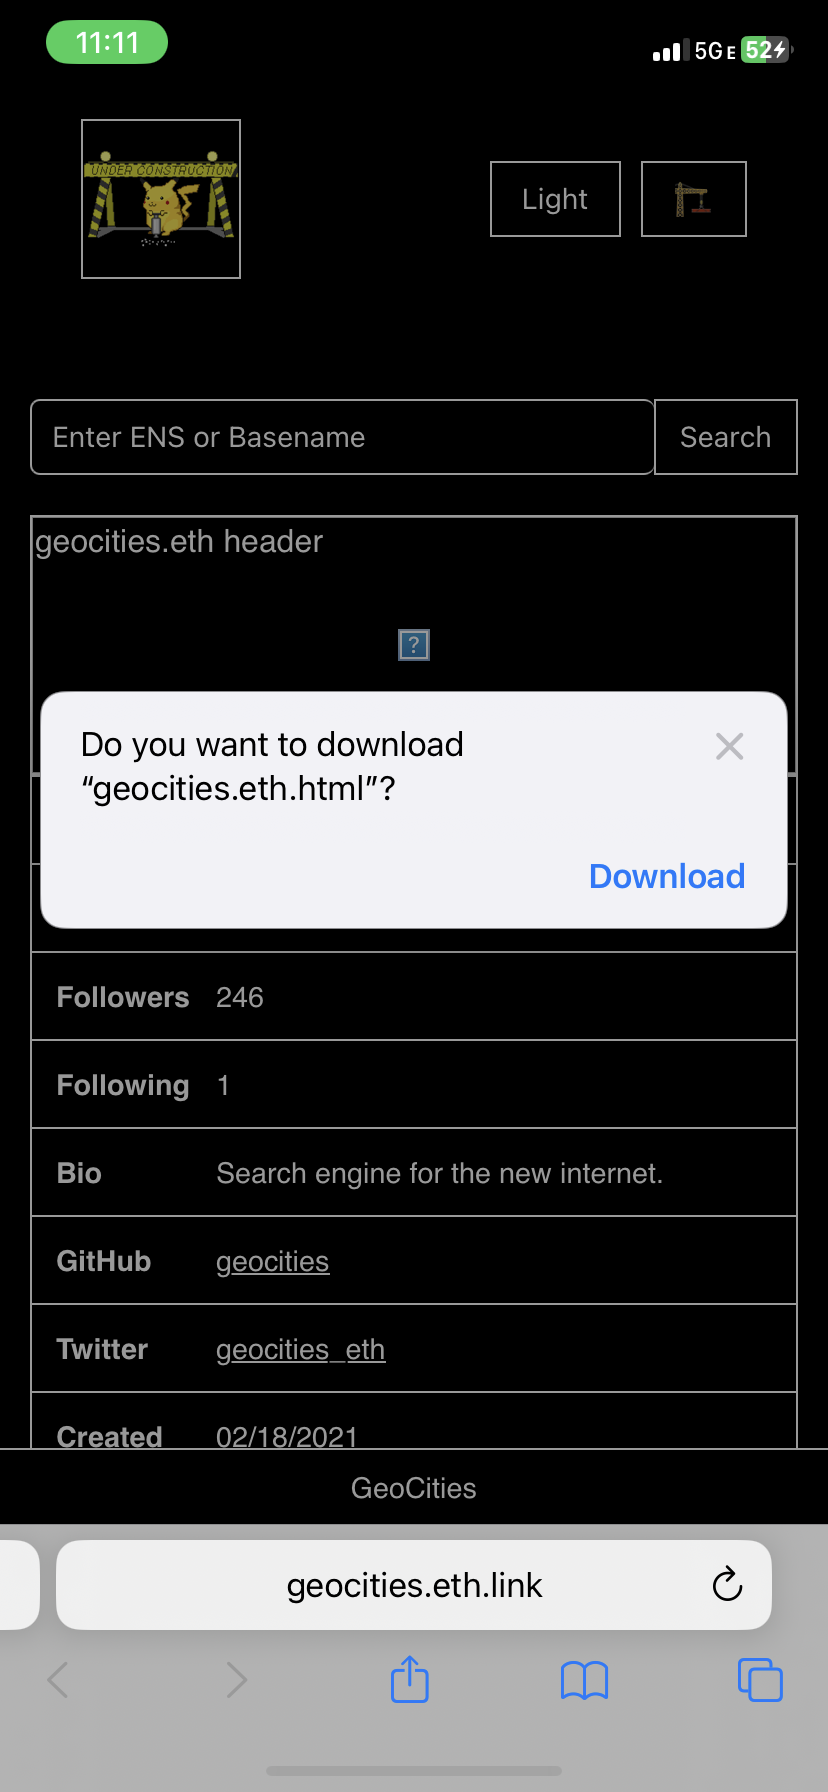 11:11
5G E 52
UNDER CONSTRUCTION
Light
Enter ENS or Basename
Search
geocities.eth header
?
Do you want to download
“geocities.eth.html”?
Download
Followers 246
Following 1
Bio Search engine for the new internet.
GitHub geocities
Twitter geocities_eth
Created 02/18/2021
GeoCities
geocities.eth.link